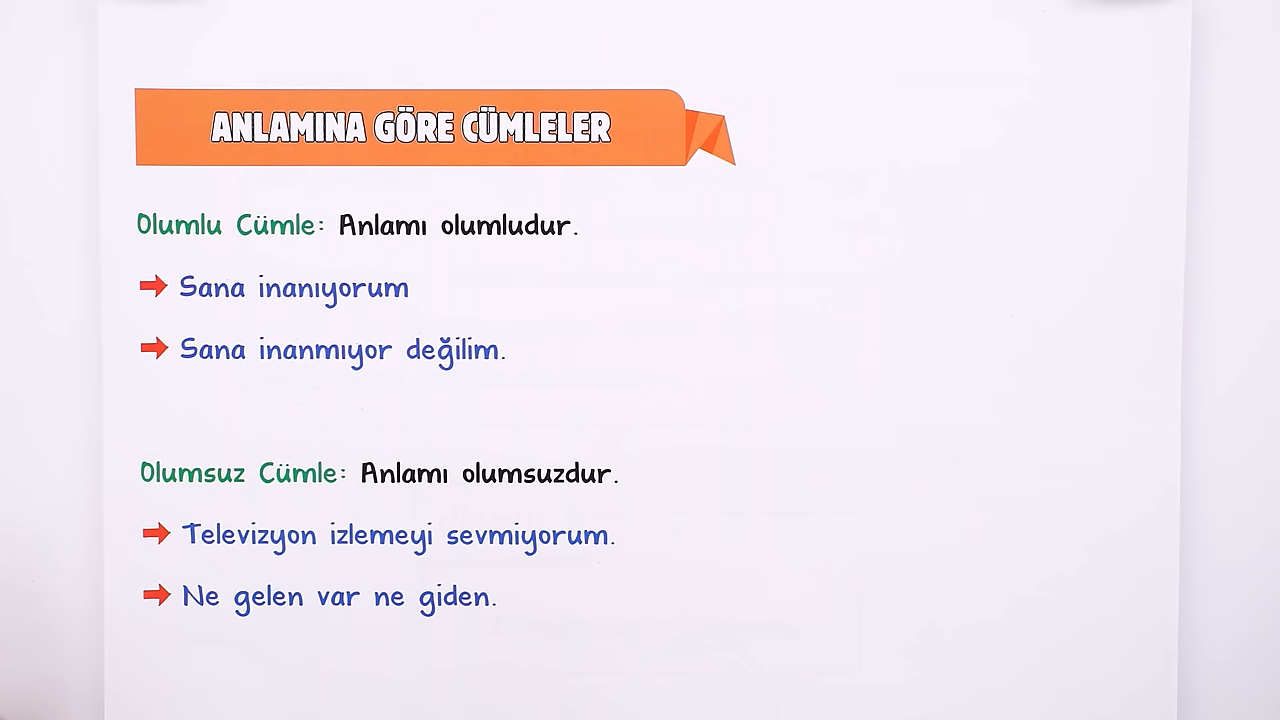 ANLAMINA GÖRE CÜMLELER
Olumlu Cümle: Anlamı olumludur.
Sana inanıyorum
Sana inanmıyor değilim.
Olumsuz Cümle: Anlamı olumsuzdur.
Televizyon izlemeyi sevmiyorum.
Ne gelen var ne giden.